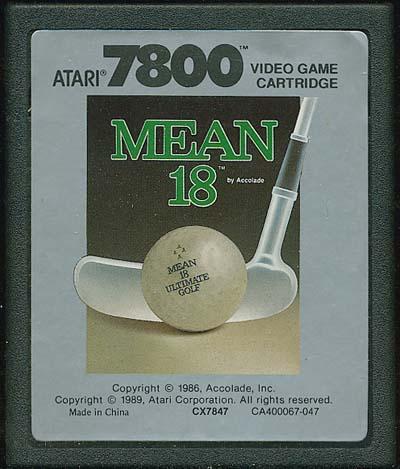 ATARI® 7800™ VIDEO GAME
CARTRIDGE
MEAN
18™
by Accolade
MEAN
18
ULTIMATE
GOLF
Copyright © 1986, Accolade, Inc.
Copyright © 1989, Atari Corporation. All rights reserved.
Made in China CX7847 CA400067-047